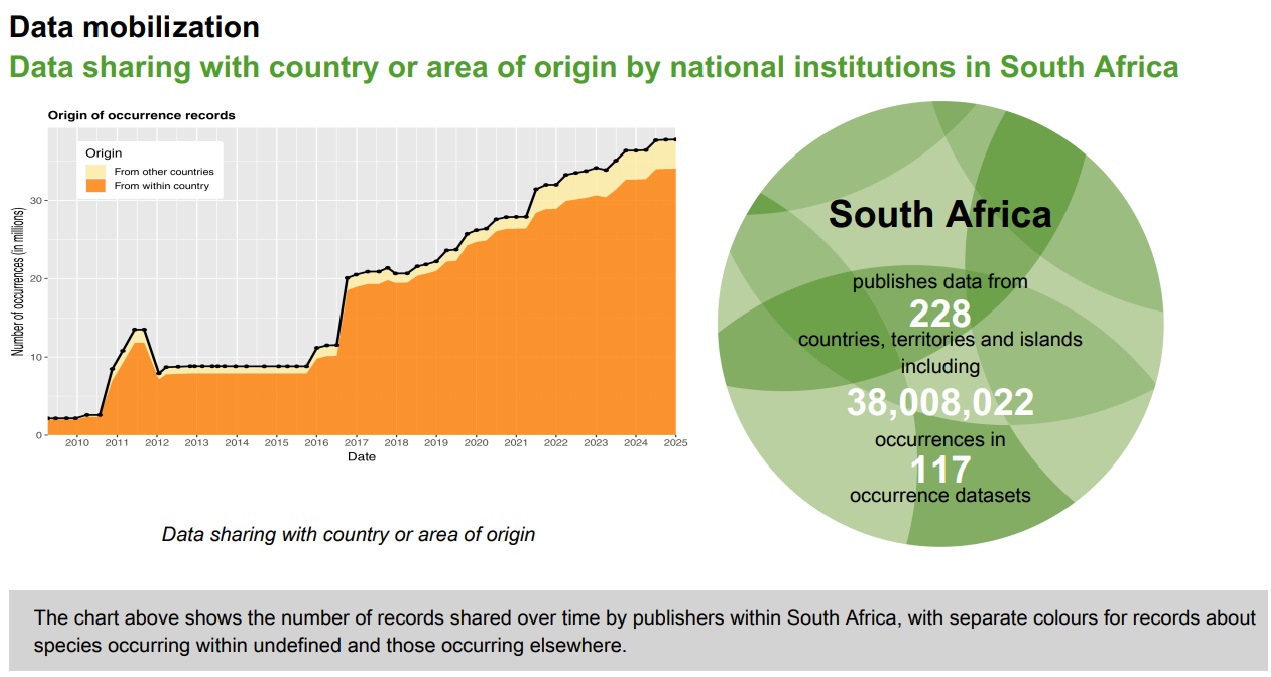 Data mobilization
Data sharing with country or area of origin by national institutions in South Africa
Origin of occurrence records
Origin
From other countries
From within country
Number of occurrences (in millions)
30
20
10
0
2010 2011 2012 2013 2014 2015 2016 2017 2018 2019 2020 2021 2022 2023 2024 2025
Date
Data sharing with country or area of origin
South Africa
publishes data from
228
countries, territories and islands
including
38,008,022
occurrences in
117
occurrence datasets
The chart above shows the number of records shared over time by publishers within South Africa, with separate colours for records about
species occurring within undefined and those occurring elsewhere.